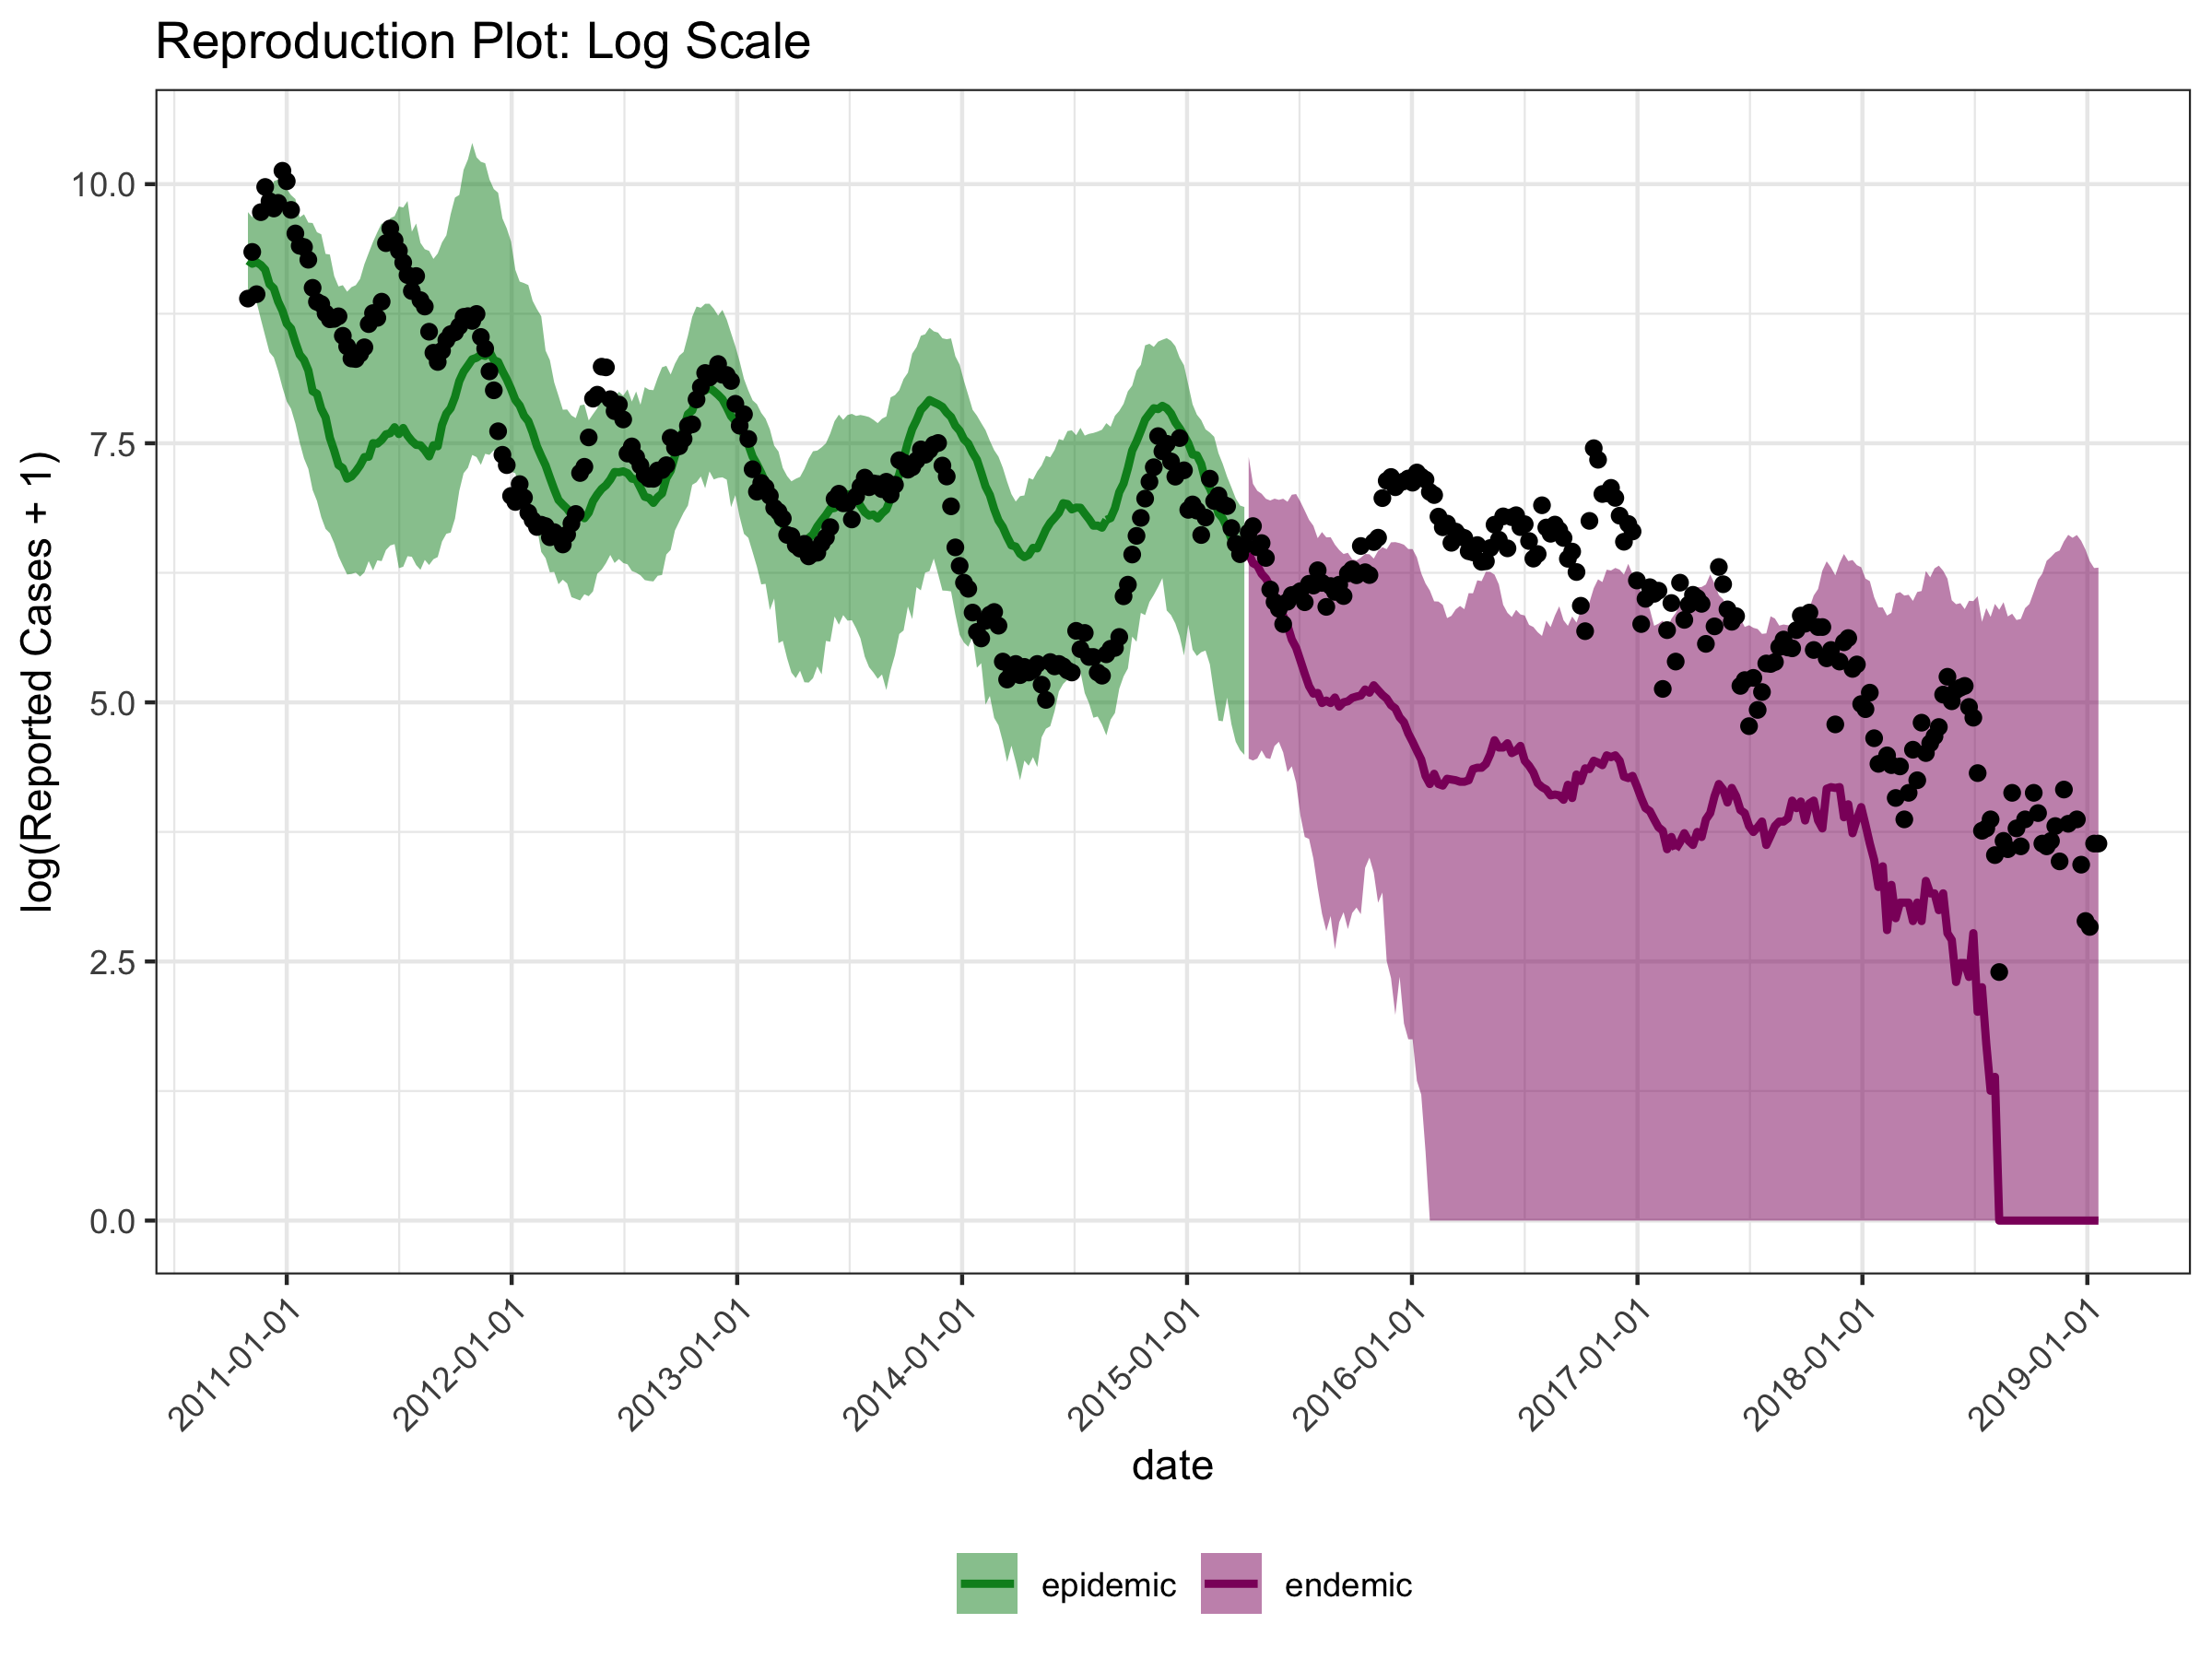 Reproduction Plot: Log Scale
log(Reported Cases + 1)
10.0
7.5
5.0
2.5
0.0
2011-01-01
2012-01-01
2013-01-01
2014-01-01
2015-01-01
2016-01-01
2017-01-01
2018-01-01
2019-01-01
date
epidemic
endemic